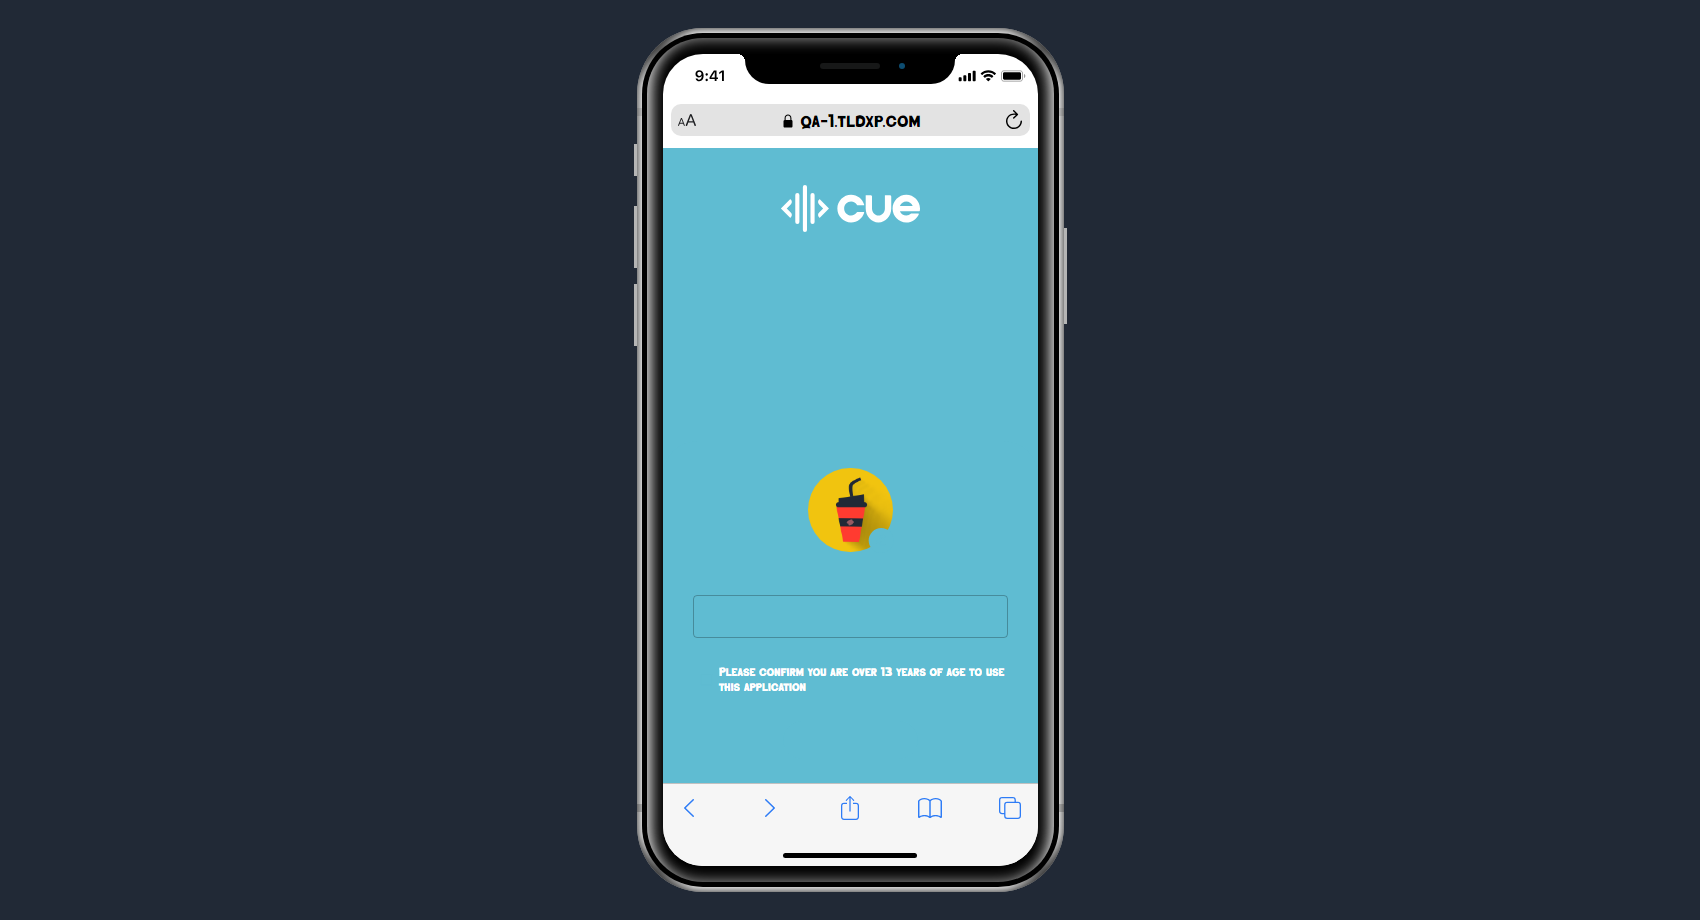 9:41
AA QA-1.TLDXP.COM
cue
Please confirm you are over 13 years of age to use
this application